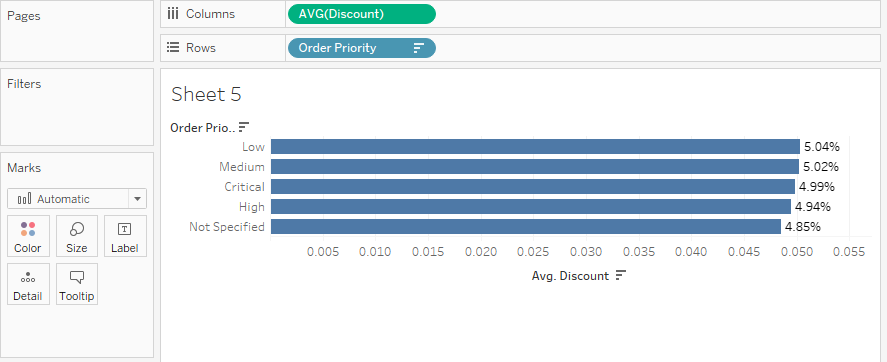 Pages
Columns
AVG(Discount)
Rows
Order Priority
Filters
Sheet 5
Order Prio..
Marks
Automatic
Color
Size
Label
Detail
Tooltip
Low 5.04%
Medium 5.02%
Critical 4.99%
High 4.94%
Not Specified 4.85%
0.005 0.010 0.015 0.020 0.025 0.030 0.035 0.040 0.045 0.050 0.055
Avg. Discount